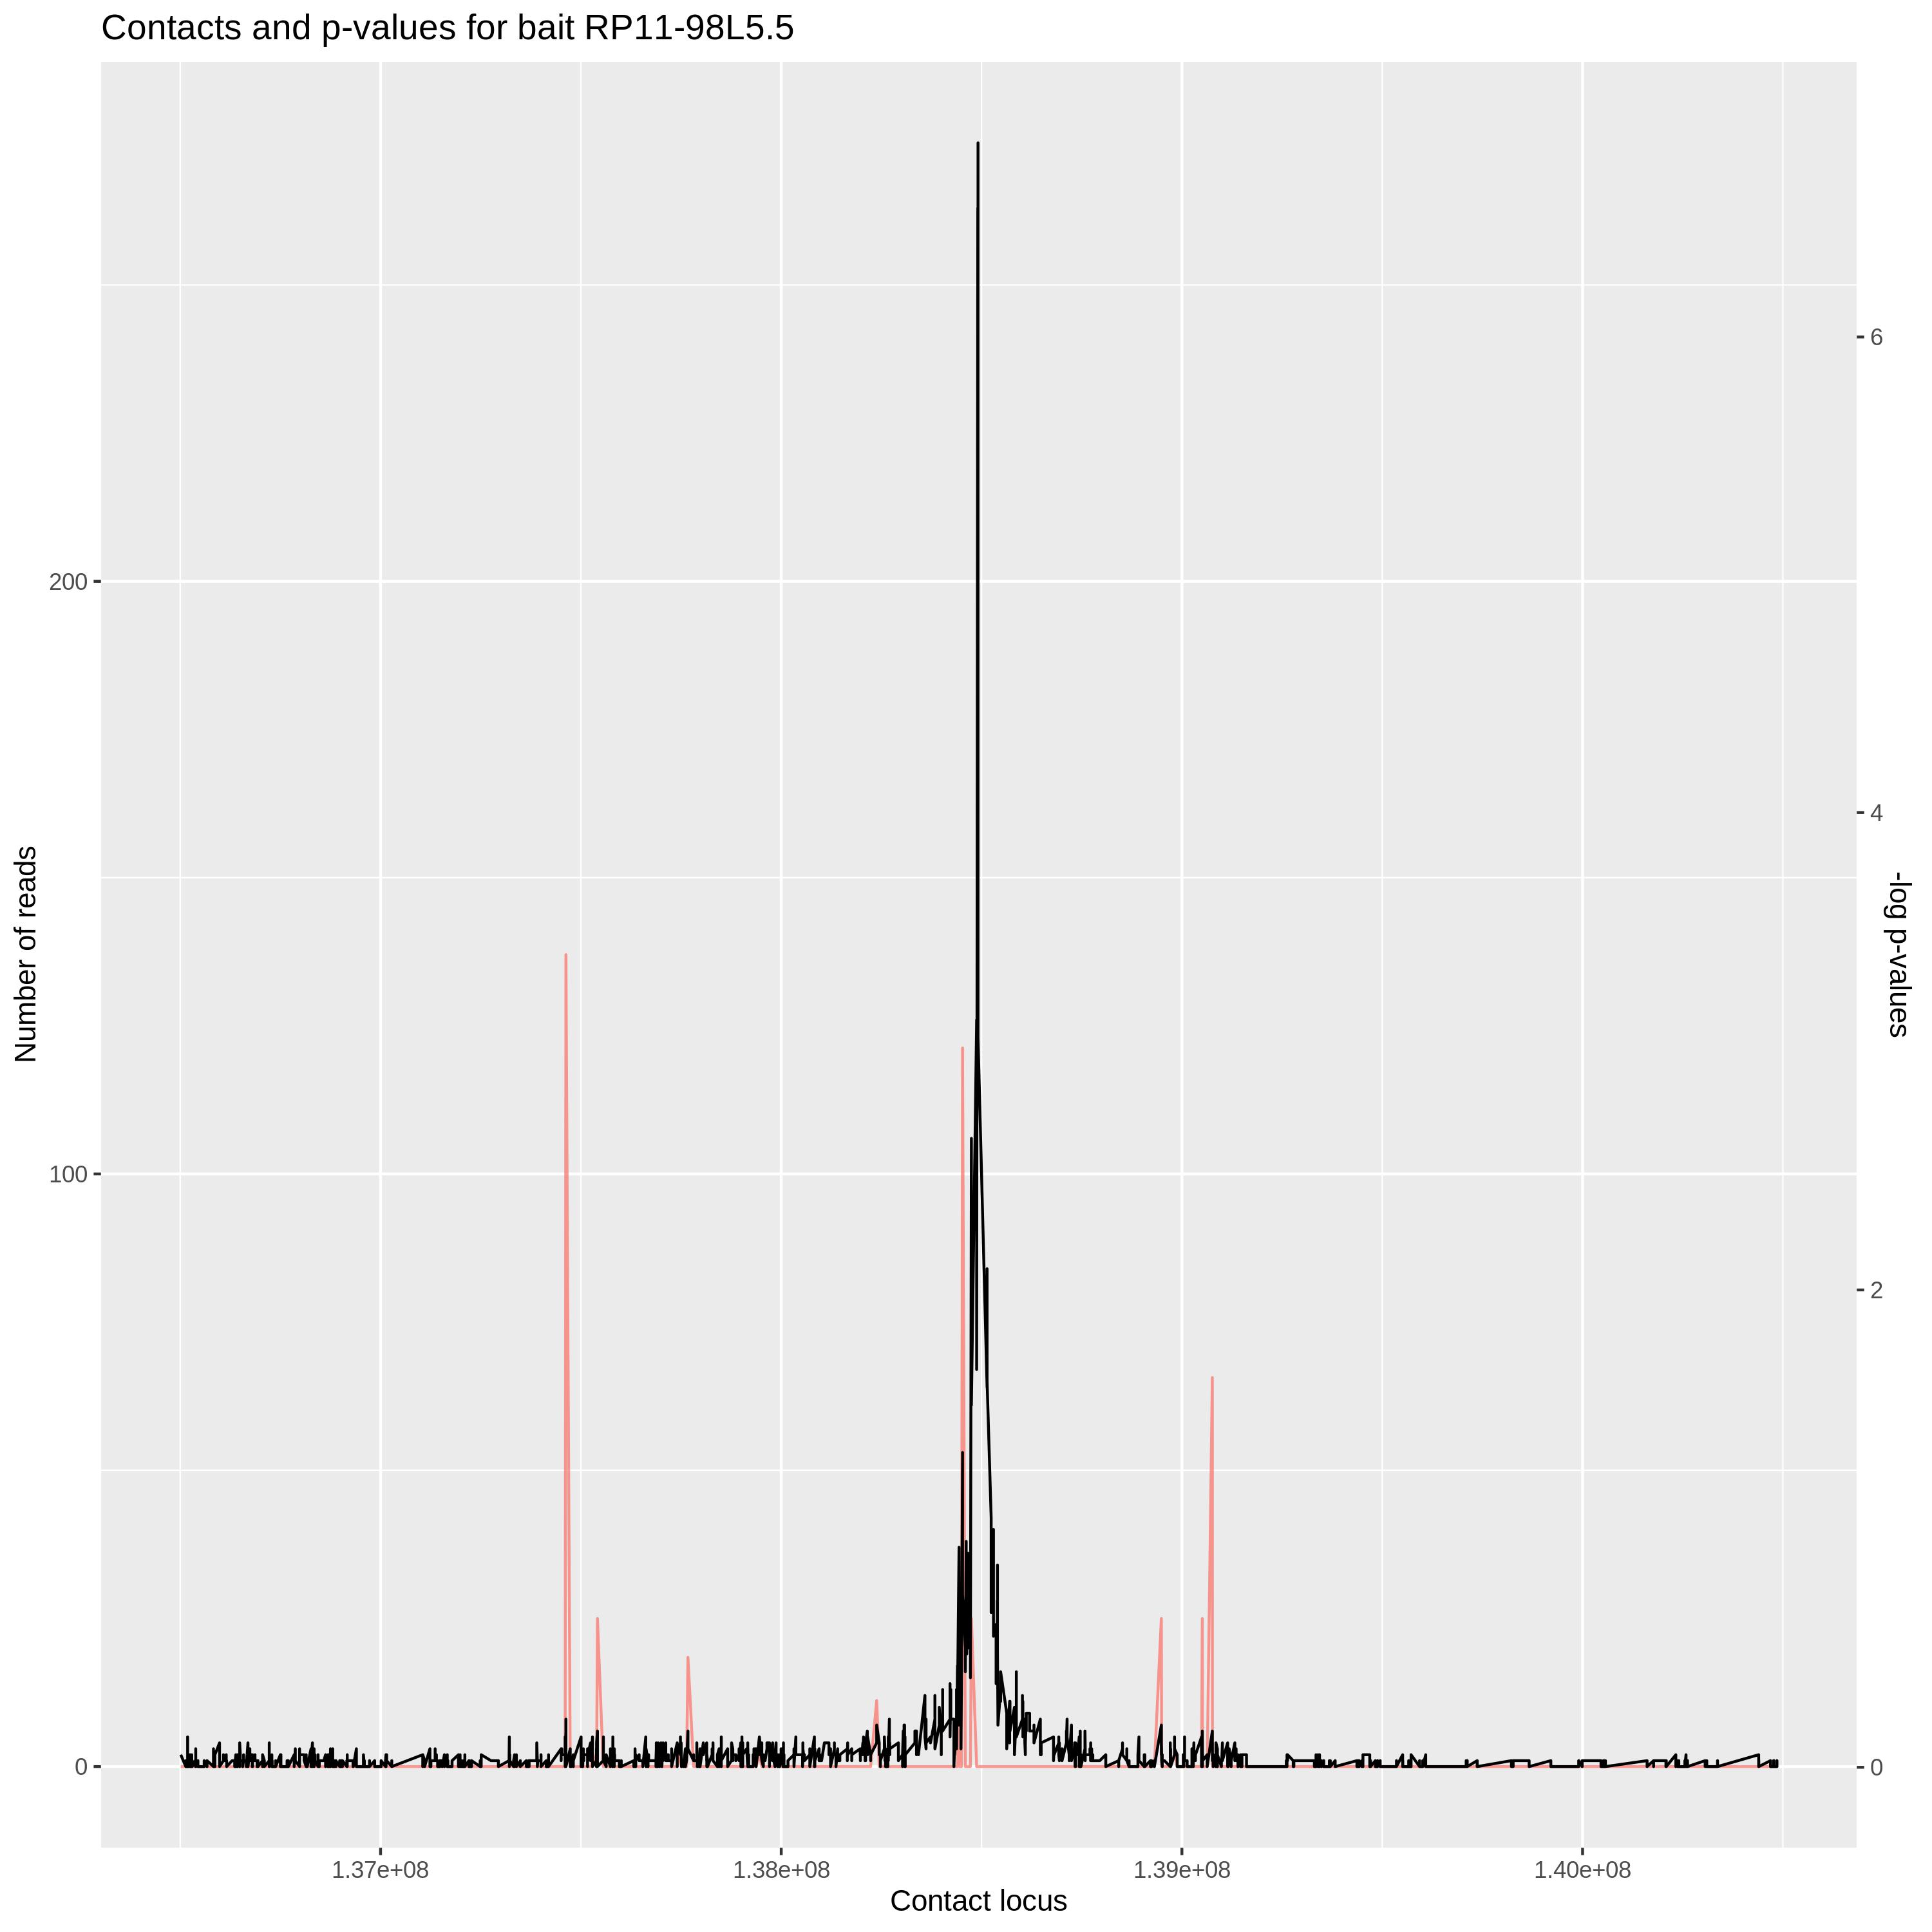 Contacts and p-values for bait RP11-98L5.5
Number of reads
200
100
0
6
4
2
0
-log p-values
1.37e+08
1.38e+08
1.39e+08
1.40e+08
Contact locus